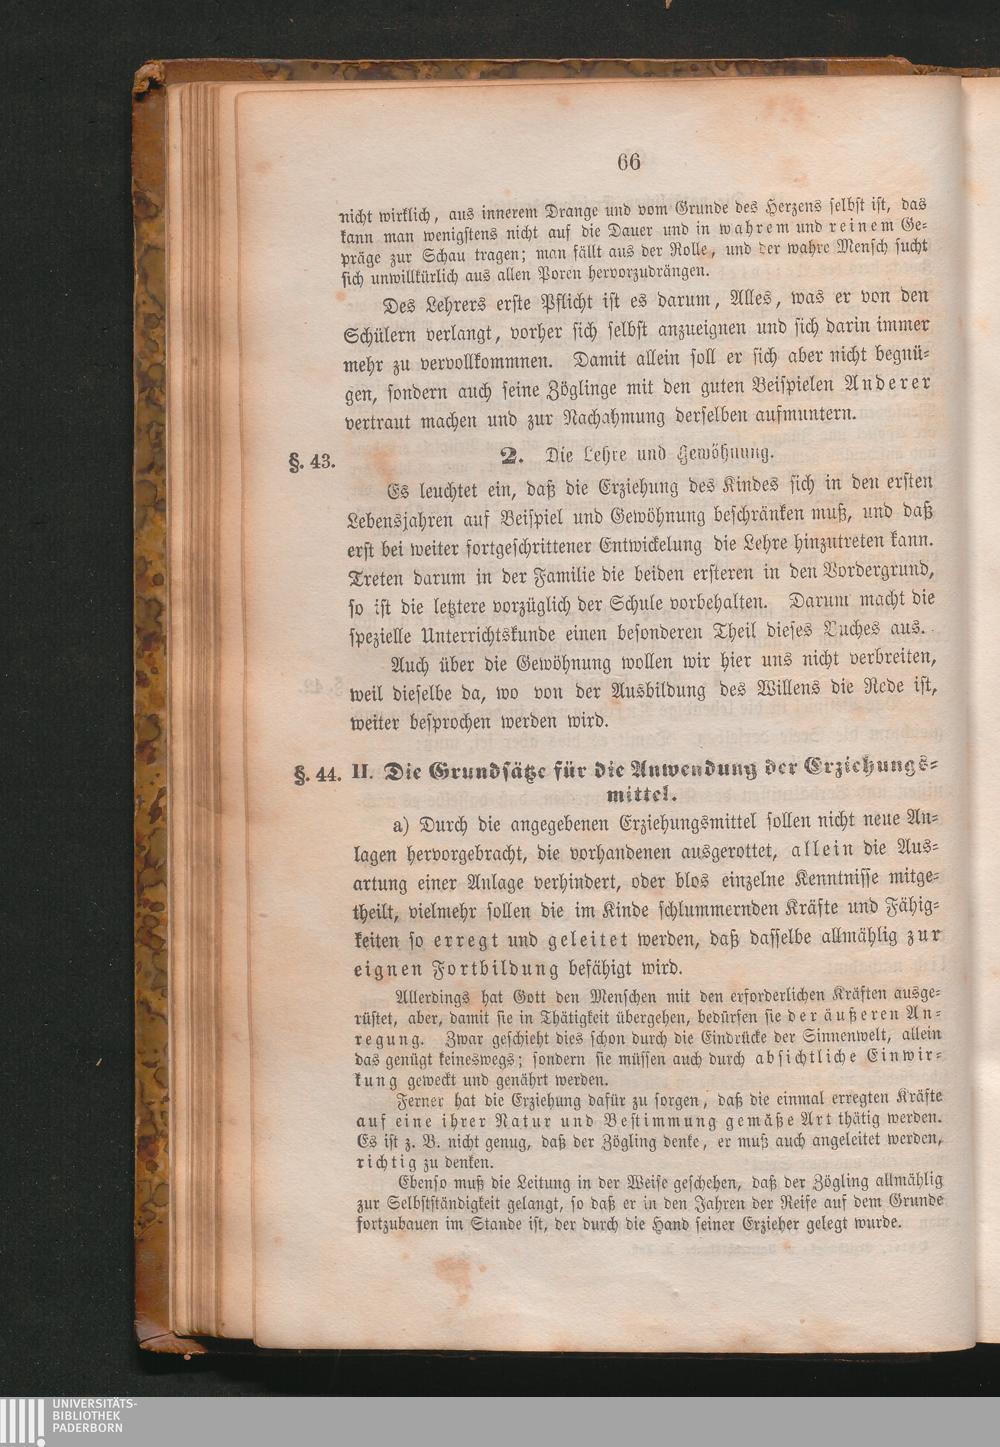 66
nicht wirklich, aus innerem Drange und vom Grunde des Herzens selbst ist, das
kann man wenigstens nicht auf die Dauer und in wahrem und reinem Ge-
präge zur Schau tragen; man fällt aus der Rolle, und der wahre Mensch sucht
sich unwillkürlich aus allen Poren hervorzudrängen.
Des Lehrers erste Pflicht ist es darum, Alles, was er von den
Schülern verlangt, vorher sich selbst anzueignen und sich darin immer
mehr zu vervollkommnen. Damit allein soll er sich aber nicht begnü-
gen, sondern auch seine Zöglinge mit den guten Beispielen Anderer
vertraut machen und zur Nachahmung derselben aufmuntern.
§. 43. 2. Die Lehre und Gewöhnung.
Es leuchtet ein, daß die Erziehung des Kindes sich in den ersten
Lebensjahren auf Beispiel und Gewöhnung beschränken muß, und daß
erst bei weiter fortgeschrittener Entwickelung die Lehre hinzutreten kann.
Treten darum in der Familie die beiden ersteren in den Vordergrund,
so ist die letztere vorzüglich der Schule vorbehalten. Darum macht die
spezielle Unterrichtskunde einen besonderen Theil dieses Buches aus.
Auch über die Gewöhnung wollen wir hier uns nicht verbreiten,
weil dieselbe da, wo von der Ausbildung des Willens die Rede ist,
weiter besprochen werden wird.
§. 44. II. Die Grundsätze für die Anwendung der Erziehungs-
mittel.
a) Durch die angegebenen Erziehungsmittel sollen nicht neue An-
lagen hervorgebracht, die vorhandenen ausgerottet, allein die Aus-
artung einer Anlage verhindert, oder blos einzelne Kenntnisse mitge-
theilt, vielmehr sollen die im Kinde schlummernden Kräfte und Fähig-
keiten so erregt und geleitet werden, daß dasselbe allmählig zur
eignen Fortbildung befähigt wird.
Allerdings hat Gott den Menschen mit den erforderlichen Kräften ausge-
rüstet, aber, damit sie in Thätigkeit übergehen, bedürfen sie der äußeren An-
regung. Zwar geschieht dies schon durch die Eindrücke der Sinnenwelt, allein
das genügt keineswegs; sondern sie müssen auch durch absichtliche Einwir-
kung geweckt und genährt werden.
Ferner hat die Erziehung dafür zu sorgen, daß die einmal erregten Kräfte
auf eine ihrer Natur und Bestimmung gemäße Art thätig werden.
Es ist z. B. nicht genug, daß der Zögling denke, er muß auch angeleitet werden,
richtig zu denken.
Ebenso muß die Leitung in der Weise geschehen, daß der Zögling allmählig
zur Selbstständigkeit gelangt, so daß er in den Jahren der Reife auf dem Grunde
fortzubauen im Stande ist, der durch die Hand seiner Erzieher gelegt wurde.
UNIVERSITÄTS-
BIBLIOTHEK
PADERBORN